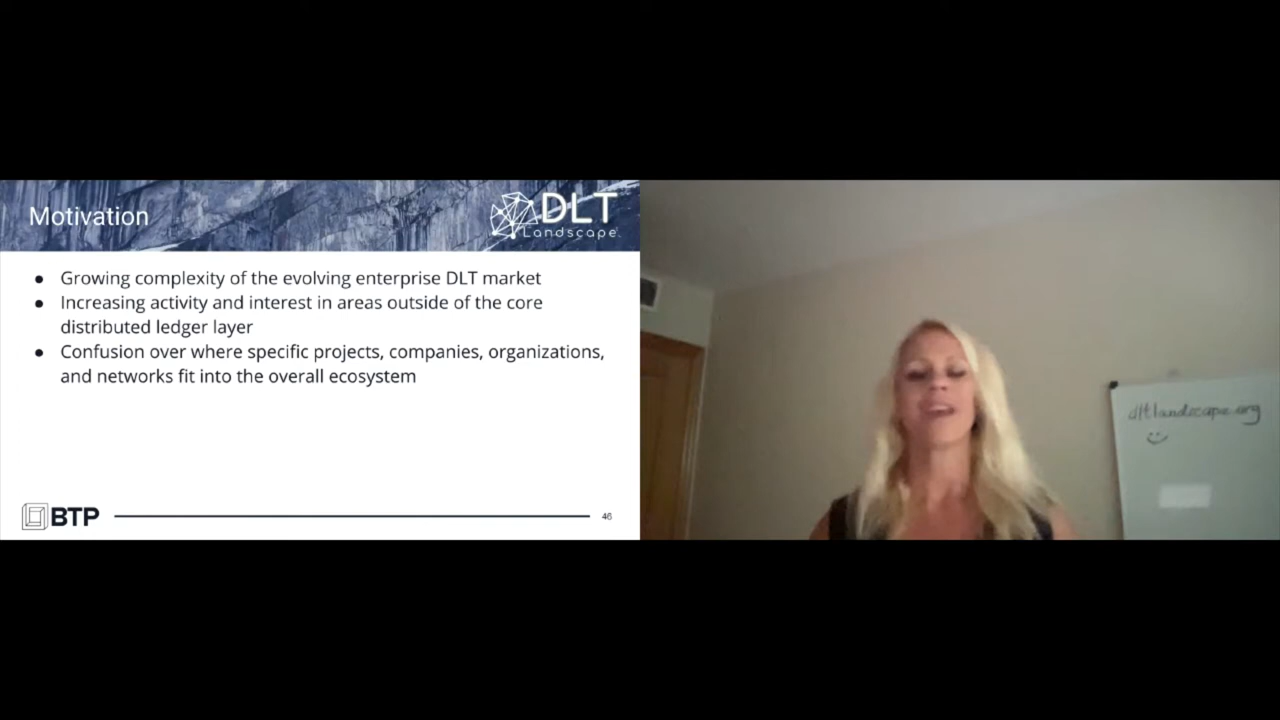 Motivation
DLT
Landscape
● Growing complexity of the evolving enterprise DLT market
● Increasing activity and interest in areas outside of the core
distributed ledger layer
● Confusion over where specific projects, companies, organizations,
and networks fit into the overall ecosystem
BTP
46
dltlandscape.org